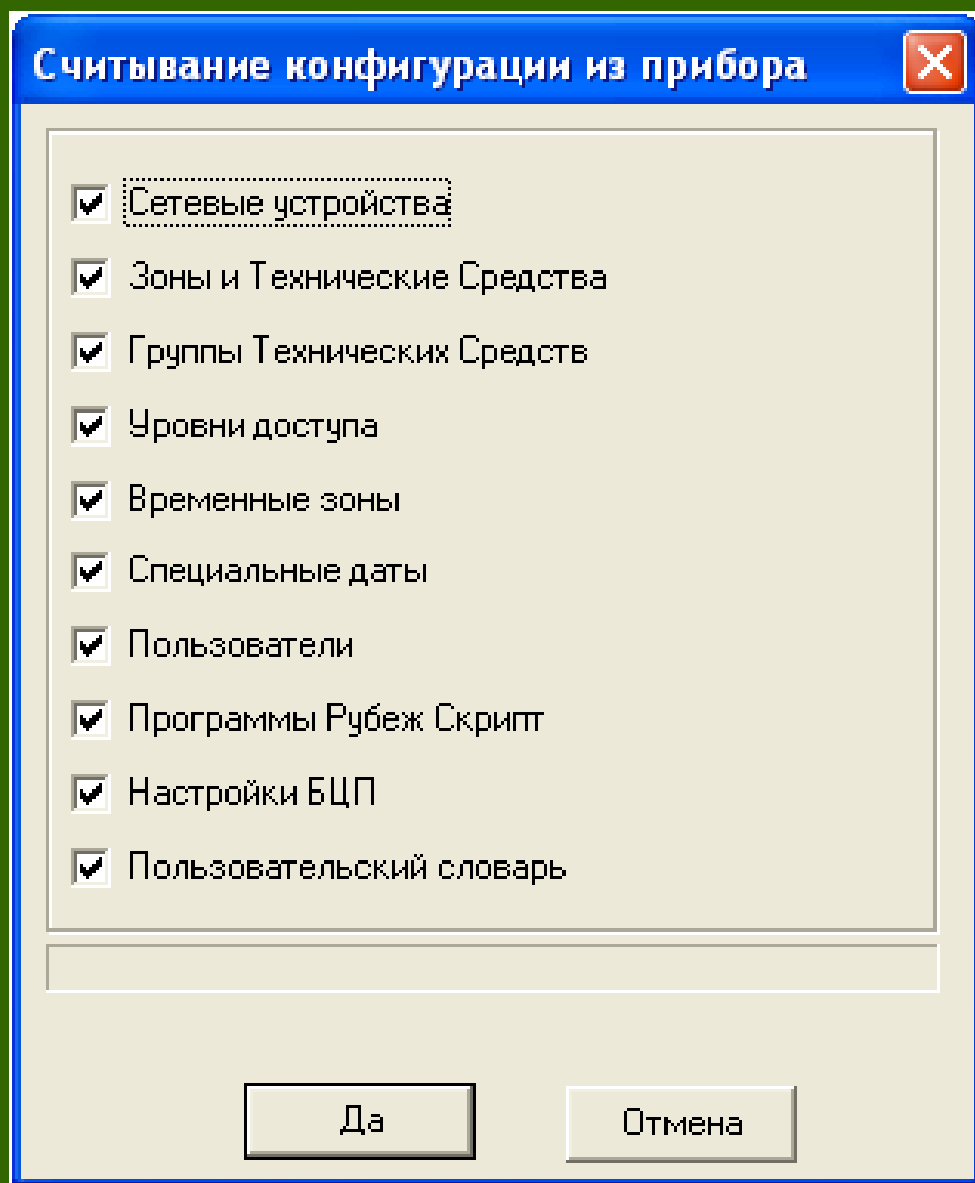 Считывание конфигурации из прибора
Сетевые устройства
Зоны и Технические Средства
Группы Технических Средств
Уровни доступа
Временные зоны
Специальные даты
Пользователи
Программы Рубеж Скрипт
Настройки БЦП
Пользовательский словарь
Да
Отмена